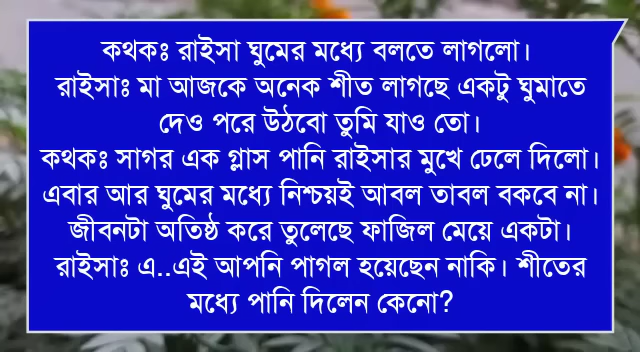 কথকঃ রাইসা ঘুমের মধ্যে বলতে লাগলো।
রাইসাঃ মা আজকে অনেক শীত লাগছে একটু ঘুমাতে
দেও পরে উঠবো তুমি যাও তো।
কথকঃ সাগর এক গ্লাস পানি রাইসার মুখে ঢেলে দিলো।
এবার আর ঘুমের মধ্যে নিশ্চয়ই আবল তাবল বকবে না।
জীবনটা অতিষ্ঠ করে তুলেছে ফাজিল মেয়ে একটা।
রাইসাঃ এ..এই আপনি পাগল হয়েছেন নাকি। শীতের
মধ্যে পানি দিলেন কেনো?